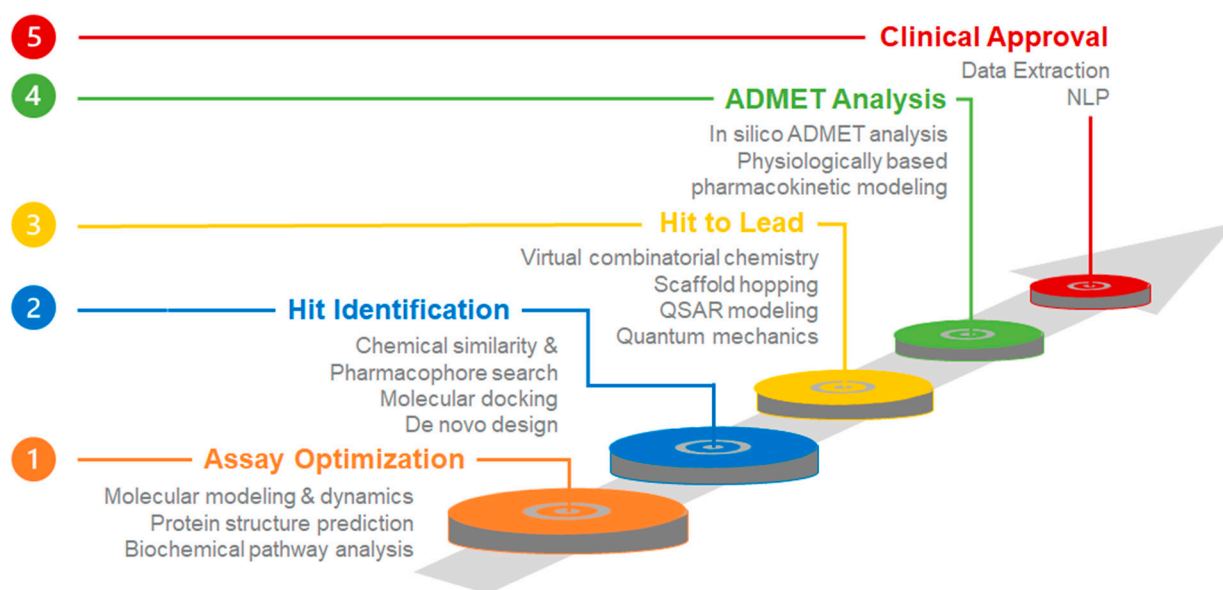 5
Clinical Approval
Data Extraction
NLP
4
ADMET Analysis
In silico ADMET analysis
Physiologically based
pharmacokinetic modeling
3
Hit to Lead
Virtual combinatorial chemistry
Scaffold hopping
QSAR modeling
Quantum mechanics
2
Hit Identification
Chemical similarity &
Pharmacophore search
Molecular docking
De novo design
1
Assay Optimization
Molecular modeling & dynamics
Protein structure prediction
Biochemical pathway analysis